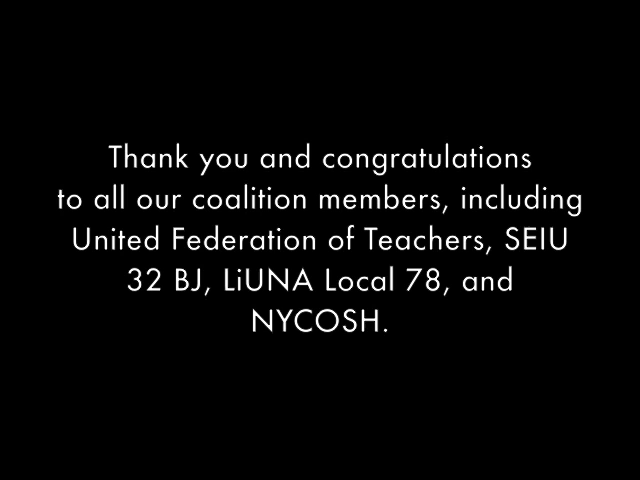 Thank you and congratulations
to all our coalition members, including
United Federation of Teachers, SEIU
32 BJ, LiUNA Local 78, and
NYCOSH.